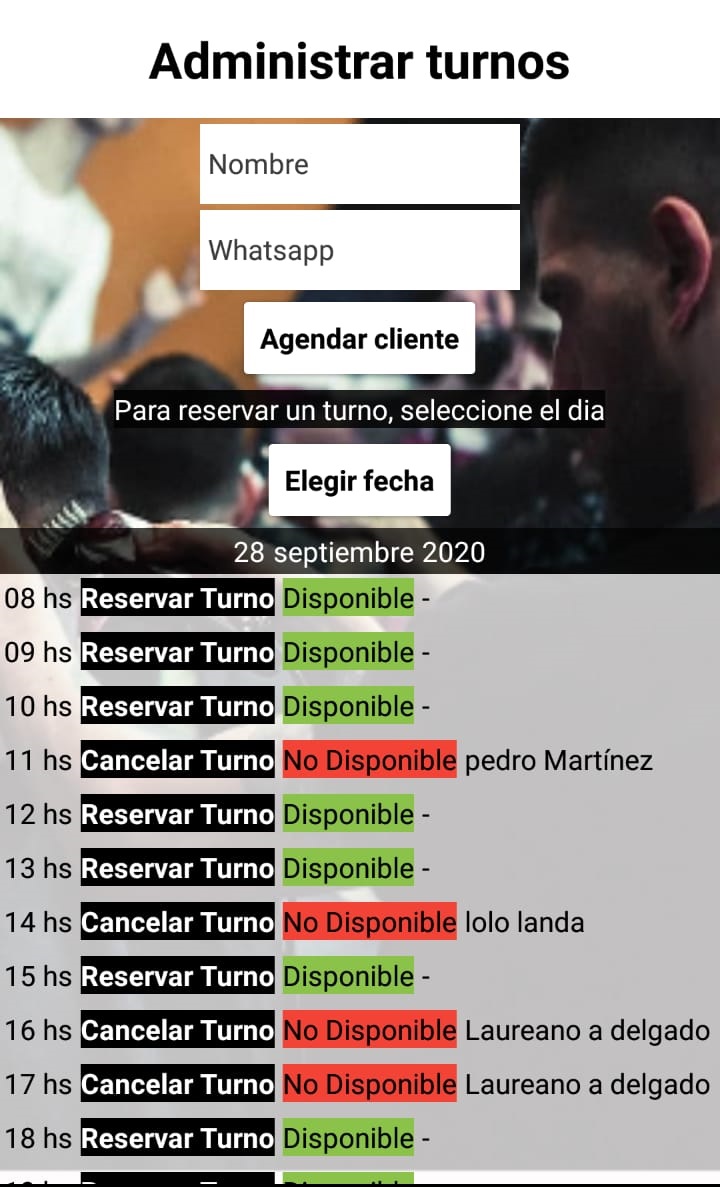 Administrar turnos
Nombre
Whatsapp
Agendar cliente
Para reservar un turno, seleccione el dia
Elegir fecha
28 septiembre 2020
08 hs Reservar Turno Disponible -
09 hs Reservar Turno Disponible -
10 hs Reservar Turno Disponible -
11 hs Cancelar Turno No Disponible pedro Martínez
12 hs Reservar Turno Disponible -
13 hs Reservar Turno Disponible -
14 hs Cancelar Turno No Disponible lolo landa
15 hs Reservar Turno Disponible -
16 hs Cancelar Turno No Disponible Laureano a delgado
17 hs Cancelar Turno No Disponible Laureano a delgado
18 hs Reservar Turno Disponible -